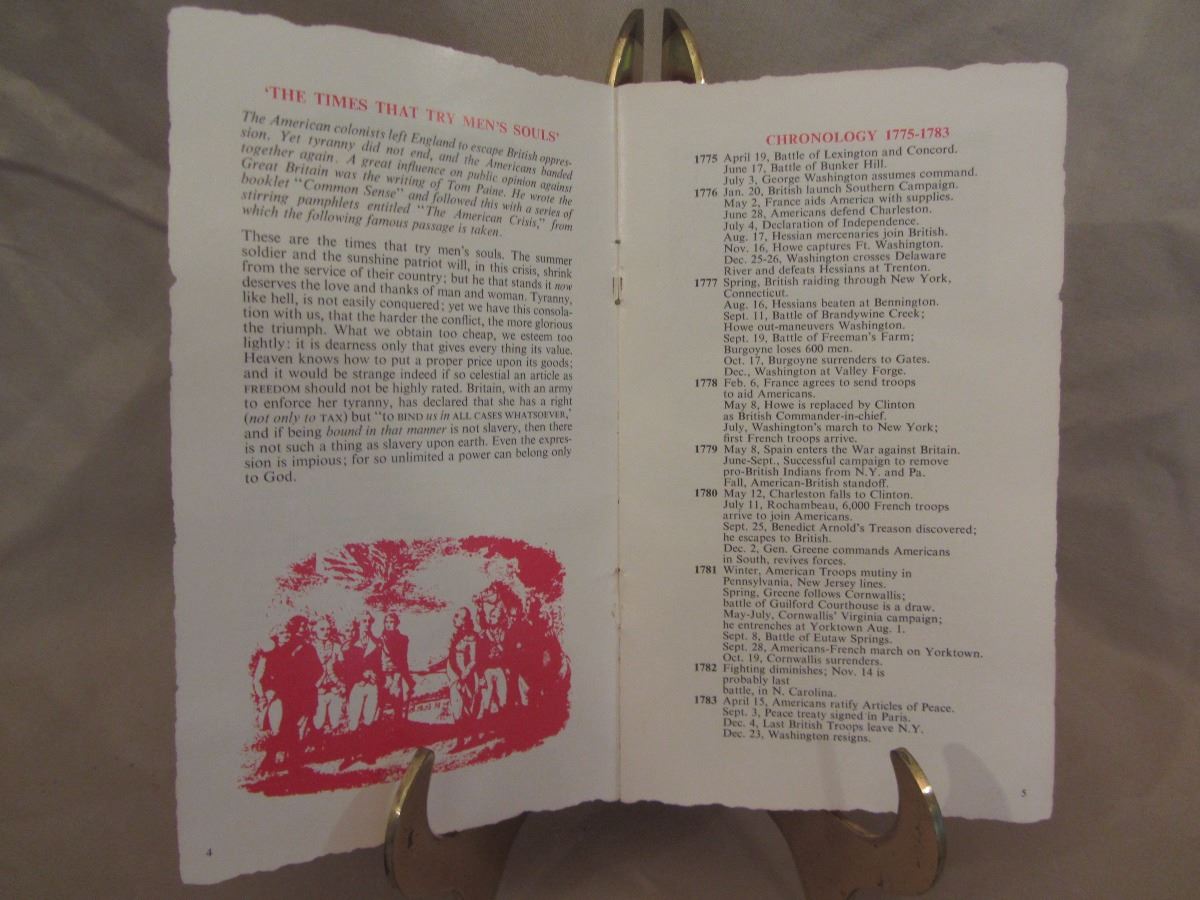 'THE TIMES THAT TRY MEN'S SOULS'
The American colonists left England to escape British oppres-
sion. Yet tyranny did not end, and the Americans banded
together again. A great influence on public opinion against
Great Britain was the writing of Tom Paine. He wrote the
booklet "Common Sense" and followed this with a series of
stirring pamphlets entitled "The American Crisis," from
which the following famous passage is taken.
These are the times that try men's souls. The summer
soldier and the sunshine patriot will, in this crisis, shrink
from the service of their country; but he that stands it now
deserves the love and thanks of man and woman. Tyranny,
like hell, is not easily conquered; yet we have this consola-
tion with us, that the harder the conflict, the more glorious
the triumph. What we obtain too cheap, we esteem too
lightly: it is dearness only that gives every thing its value.
Heaven knows how to put a proper price upon its goods;
and it would be strange indeed if so celestial an article as
FREEDOM should not be highly rated. Britain, with an army
to enforce her tyranny, has declared that she has a right
(not only to TAX) but "to BIND us in ALL CASES WHATSOEVER,'
and if being bound in that manner is not slavery, then there
is not such a thing as slavery upon earth. Even the expres-
sion is impious; for so unlimited a power can belong only
to God.
4
CHRONOLOGY 1775-1783
1775 April 19, Battle of Lexington and Concord.
June 17, Battle of Bunker Hill.
July 3, George Washington assumes command.
1776 Jan. 20, British launch Southern Campaign.
May 2, France aids America with supplies.
June 28, Americans defend Charleston.
July 4, Declaration of Independence.
Aug. 17, Hessian mercenaries join British.
Nov. 16, Howe captures Ft. Washington.
Dec. 25-26, Washington crosses Delaware
River and defeats Hessians at Trenton.
1777 Spring, British raiding through New York,
Connecticut.
Aug. 16, Hessians beaten at Bennington.
Sept. 11, Battle of Brandywine Creek;
Howe out-maneuvers Washington.
Sept. 19, Battle of Freeman's Farm;
Burgoyne loses 600 men.
Oct. 17, Burgoyne surrenders to Gates.
Dec., Washington at Valley Forge.
1778 Feb. 6, France agrees to send troops
to aid Americans.
May 8, Howe is replaced by Clinton
as British Commander-in-chief.
July, Washington's march to New York;
first French troops arrive.
1779 May 8, Spain enters the War against Britain.
June-Sept., Successful campaign to remove
pro-British Indians from N.Y. and Pa.
Fall, American-British standoff.
1780 May 12, Charleston falls to Clinton.
July 11, Rochambeau, 6,000 French troops
arrive to join Americans.
Sept. 25, Benedict Arnold's Treason discovered;
he escapes to British.
Dec. 2, Gen. Greene commands Americans
in South, revives forces.
1781 Winter, American Troops mutiny in
Pennsylvania, New Jersey lines.
Spring, Greene follows Cornwallis;
battle of Guilford Courthouse is a draw.
May-July, Cornwallis' Virginia campaign;
he entrenches at Yorktown Aug. 1.
Sept. 8, Battle of Eutaw Springs.
Sept. 28, Americans-French march on Yorktown.
Oct. 19, Cornwallis surrenders.
1782 Fighting diminishes; Nov. 14 is
probably last
battle, in N. Carolina.
1783 April 15, Americans ratify Articles of Peace.
Sept. 3, Peace treaty signed in Paris.
Dec. 4, Last British Troops leave N.Y.
Dec. 23, Washington resigns.
5